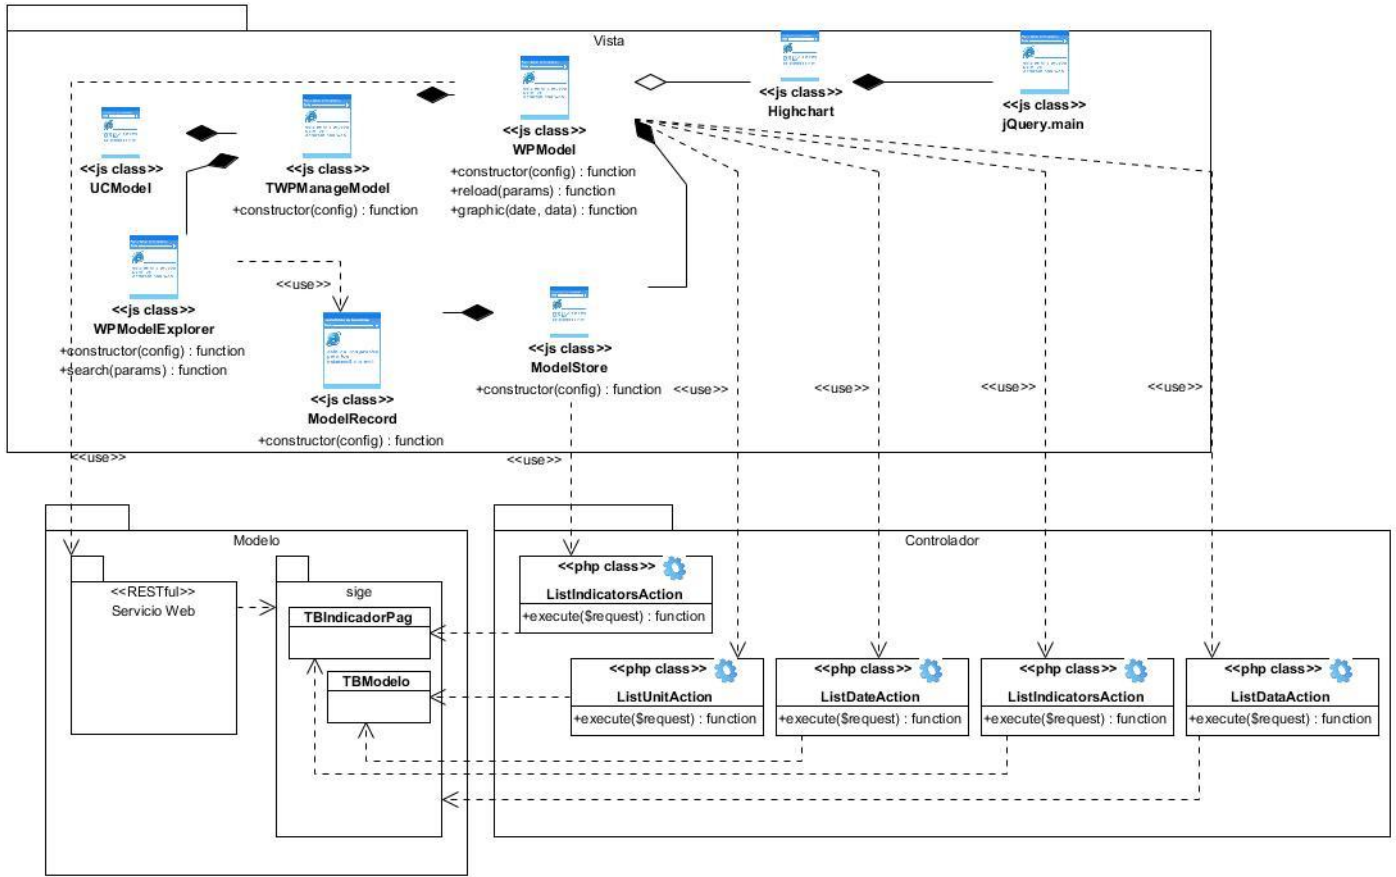 Vista
<<js class>>
UCModel
<<js class>>
TWPManageModel
+constructor(config) : function
<<js class>>
WPModel
+constructor(config) : function
+reload(params) : function
+graphic(date, data) : function
<<js class>>
Highchart
<<js class>>
jQuery.main
<<js class>>
WPModelExplorer
+constructor(config) : function
+search(params) : function
<<use>>
<<js class>>
ModelRecord
+constructor(config) : function
<<js class>>
ModelStore
+constructor(config) : function
<<use>>
<<use>>
<<use>>
<<use>>
<<use>>
<<use>>
Modelo
<<RESTful>>
Servicio Web
sige
TBIndicadorPag
TBModelo
Controlador
<<php class>>
ListIndicatorsAction
+execute($request) : function
<<php class>>
ListUnitAction
+execute($request) : function
<<php class>>
ListDateAction
+execute($request) : function
<<php class>>
ListIndicatorsAction
+execute($request) : function
<<php class>>
ListDataAction
+execute($request) : function